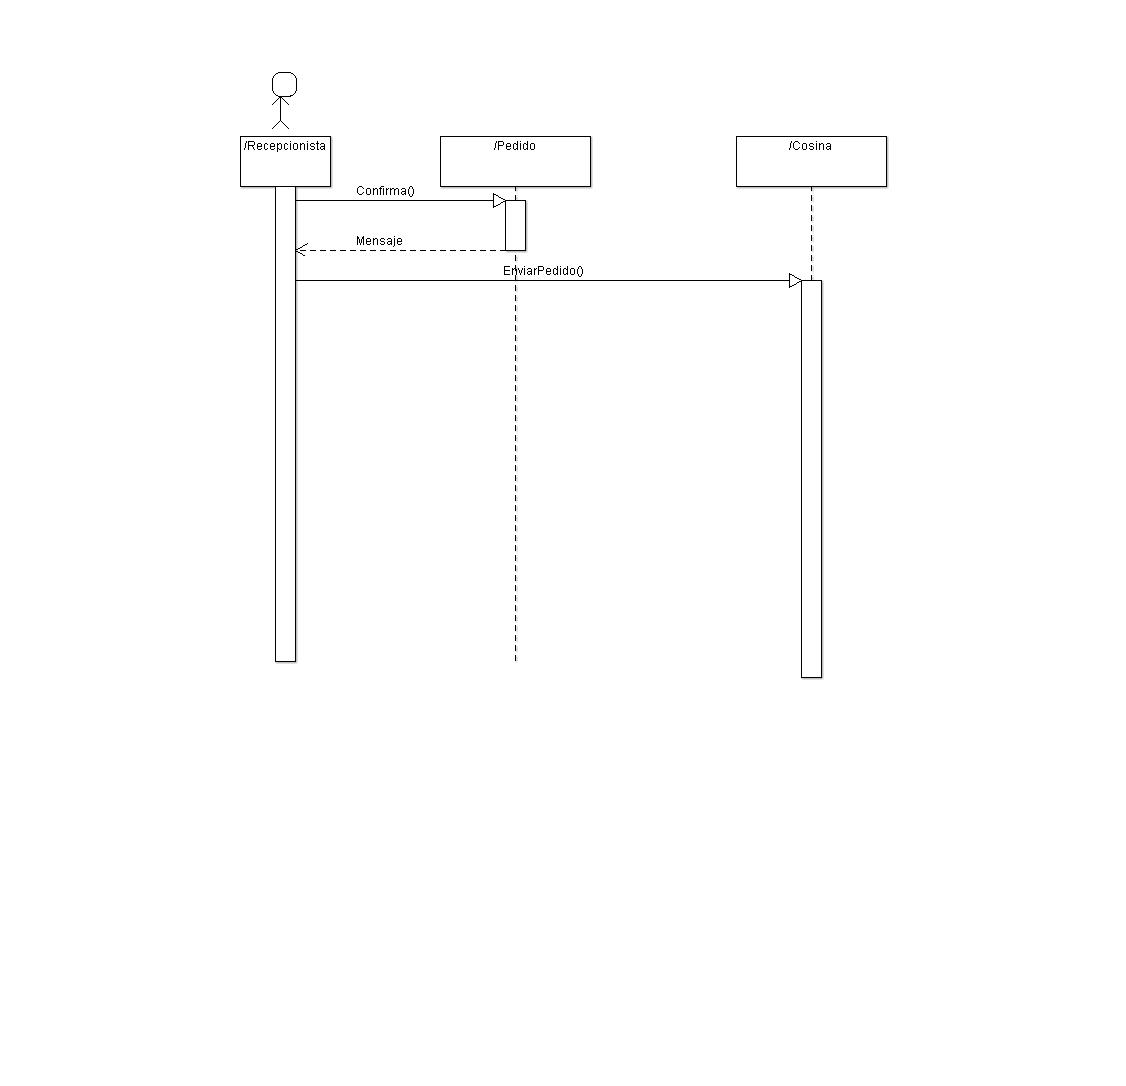 /Recepcionista
/Pedido
/Cosina
Confirma()
Mensaje
EnviarPedido()